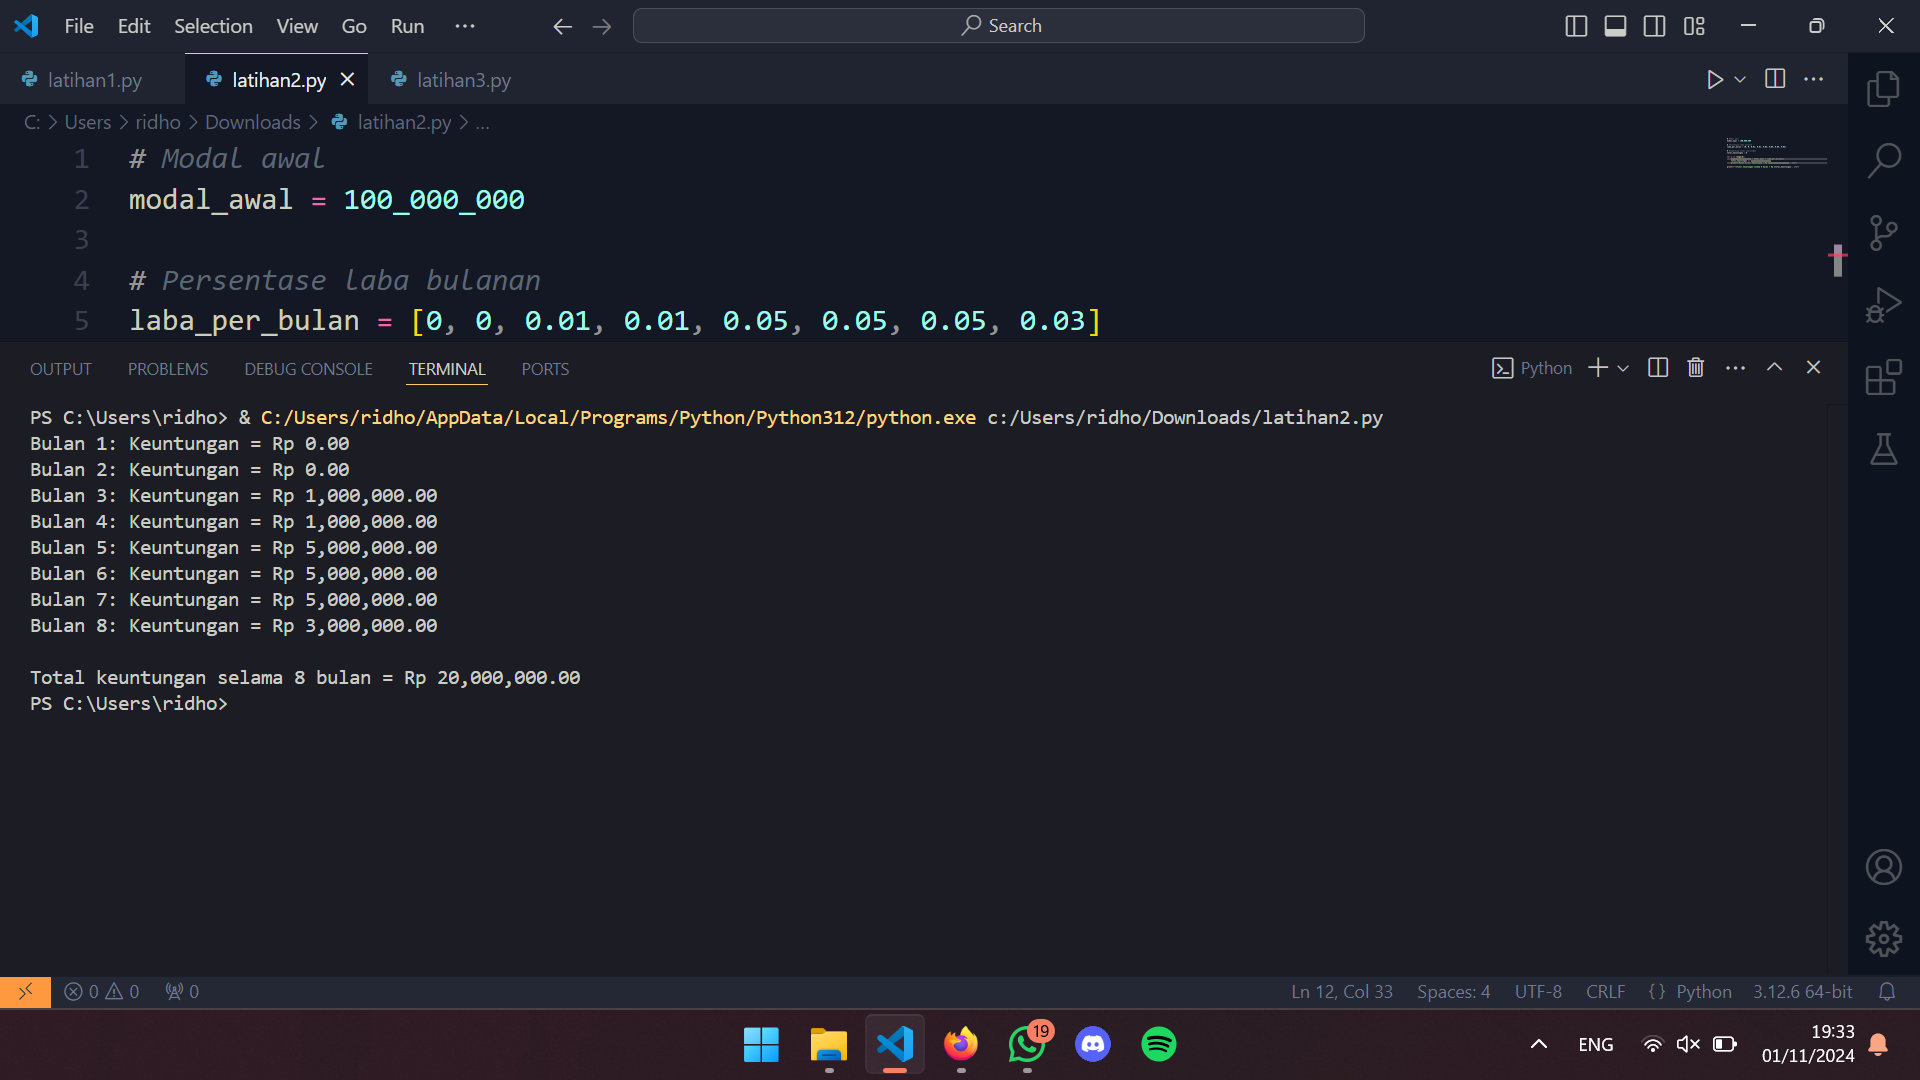 File Edit Selection View Go Run ...
Search
latihan1.py latihan2.py latihan3.py
C: > Users > ridho > Downloads > latihan2.py > ...
1 # Modal awal
2 modal_awal = 100_000_000
3
4 # Persentase laba bulanan
5 laba_per_bulan = [0, 0, 0.01, 0.01, 0.05, 0.05, 0.05, 0.03]
OUTPUT PROBLEMS DEBUG CONSOLE TERMINAL PORTS
Python
PS C:\Users\ridho> & C:/Users/ridho/AppData/Local/Programs/Python/Python312/python.exe c:/Users/ridho/Downloads/latihan2.py
Bulan 1: Keuntungan = Rp 0.00
Bulan 2: Keuntungan = Rp 0.00
Bulan 3: Keuntungan = Rp 1,000,000.00
Bulan 4: Keuntungan = Rp 1,000,000.00
Bulan 5: Keuntungan = Rp 5,000,000.00
Bulan 6: Keuntungan = Rp 5,000,000.00
Bulan 7: Keuntungan = Rp 5,000,000.00
Bulan 8: Keuntungan = Rp 3,000,000.00
Total keuntungan selama 8 bulan = Rp 20,000,000.00
PS C:\Users\ridho>
0 0 0
Ln 12, Col 33 Spaces: 4 UTF-8 CRLF {} Python 3.12.6 64-bit
19
ENG
19:33
01/11/2024